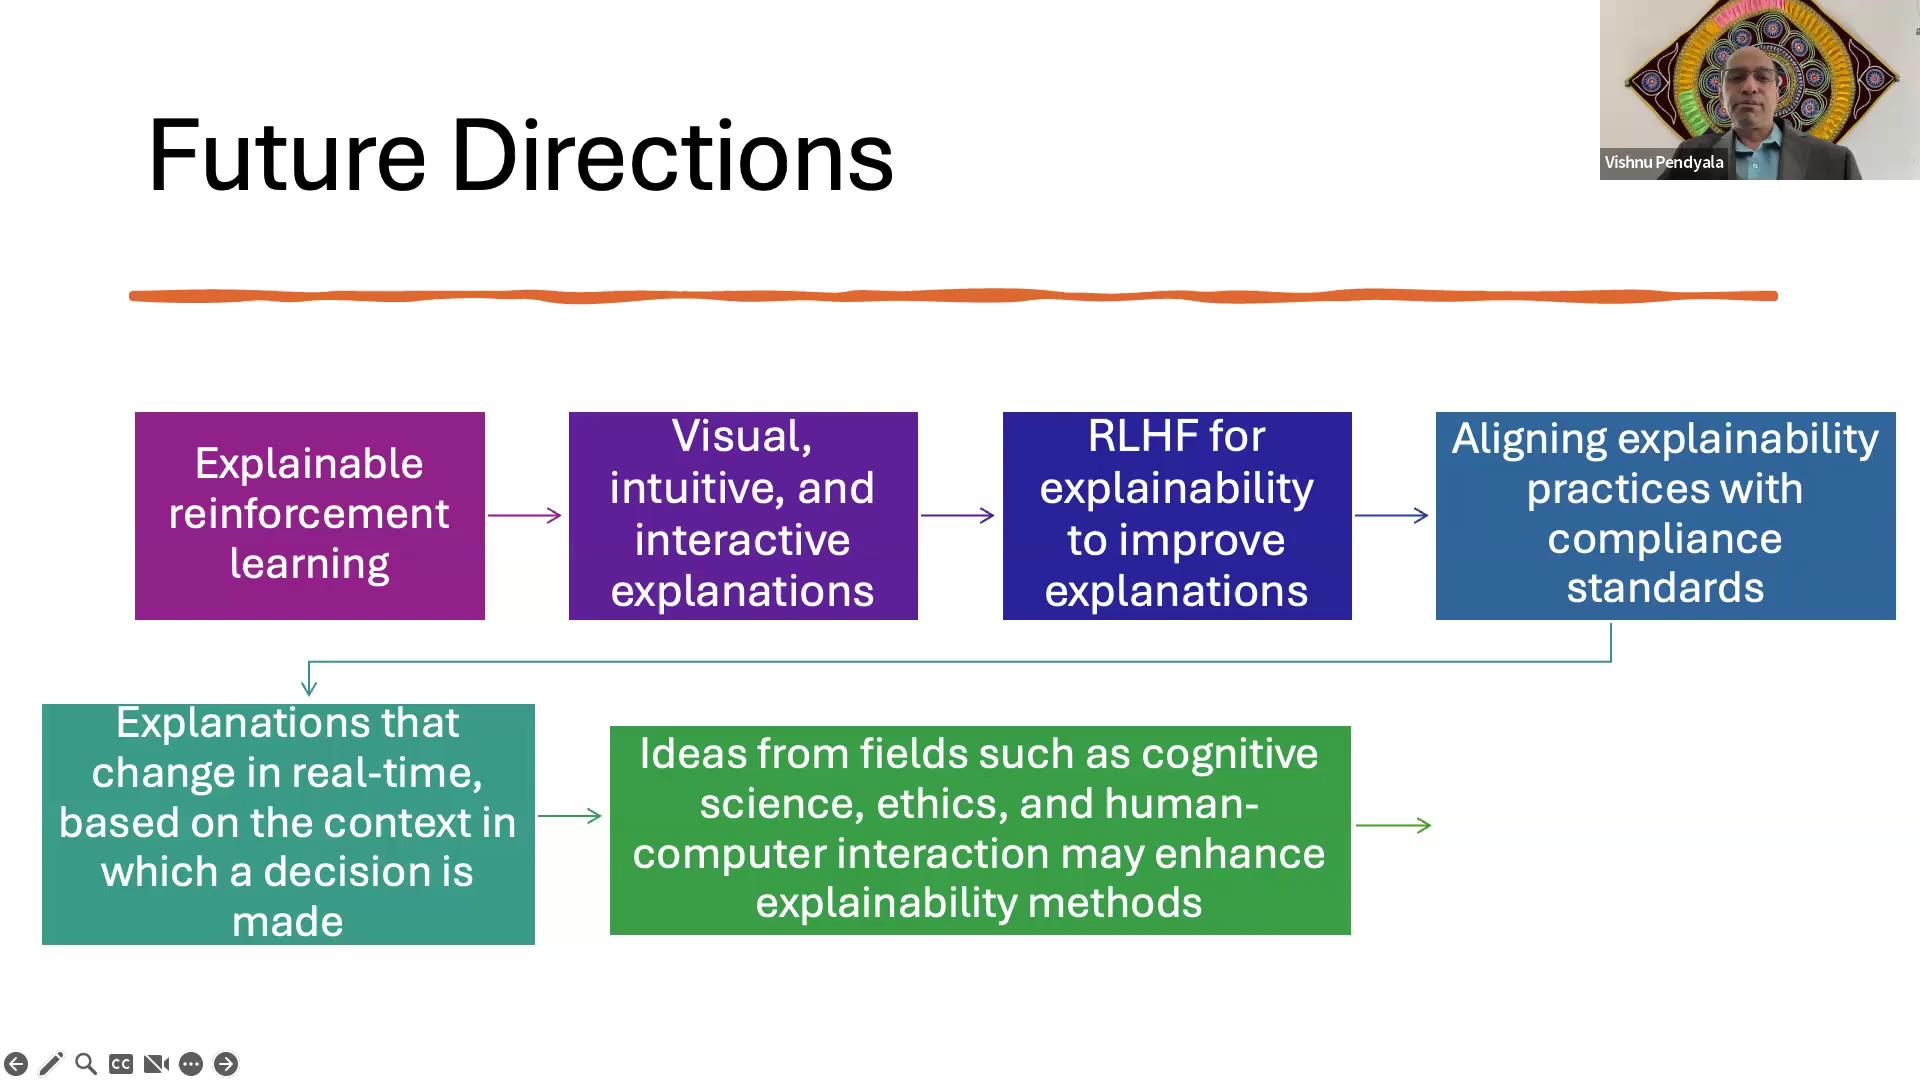 Future Directions
Vishnu Pendyala
Explainable
reinforcement
learning
Visual,
intuitive, and
interactive
explanations
RLHF for
explainability
to improve
explanations
Aligning explainability
practices with
compliance
standards
Explanations that
change in real-time,
based on the context in
which a decision is
made
Ideas from fields such as cognitive
science, ethics, and human-
computer interaction may enhance
explainability methods
CC